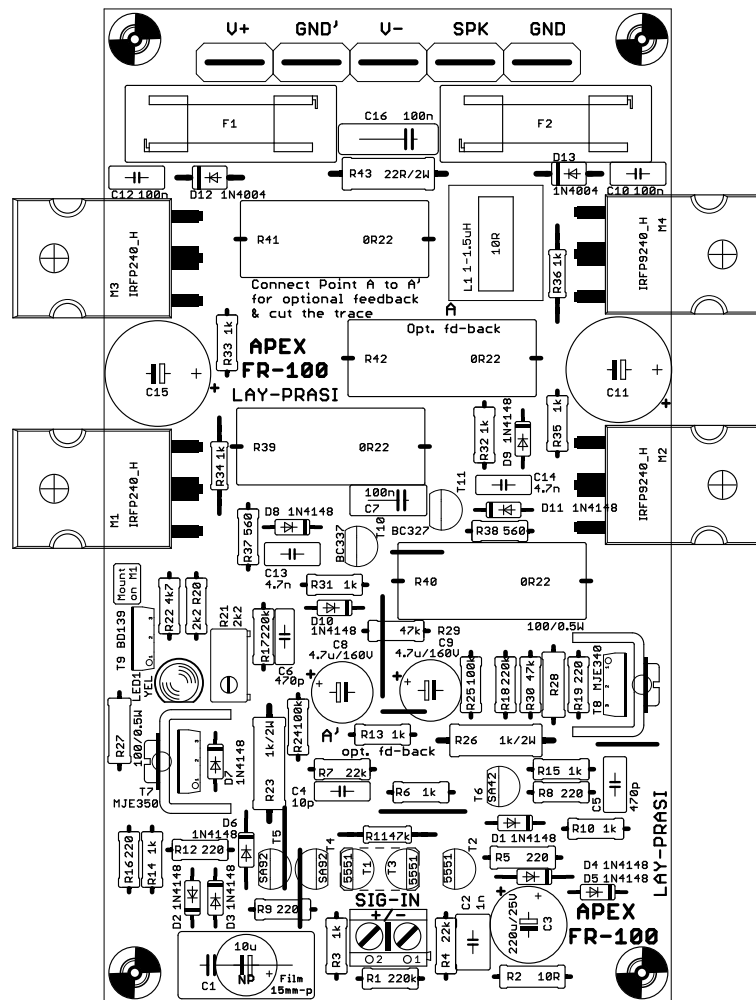 V+ GND' V- SPK GND
F1
C16 100n
F2
R43 22R/2W
C12 100n
D12 1N4004
D13
1N4004
C10 100n
M3
IRFP240_H
R41 0R22
L1 1-1.5uH
10R
R36 1k
M4
IRFP9240_H
Connect Point A to A'
for optional feedback
& cut the trace
A
Opt. fd-back
R33 1k
APEX
FR-100
LAY-PRASI
R42 0R22
C15
+
C11
+
M1
IRFP240_H
R34 1k
R39 0R22
R32 1k
D9 1N4148
R35 1k
M2
IRFP9240_H
100n
C7
T11
C14
4.7n
D8 1N4148
T10
BC337
BC327
D11 1N4148
R37 560
R38 560
C13
4.7n
R40 0R22
Mount
on M1
R31 1k
D10
1N4148
T9 BD139
R22 4k7
R20
2k2
R21
2k2
R17 220k
C6
470p
47k R29
100/0.5W
C8
4.7u/160V
C9
4.7u/160V
LED1
YEL
R25 100k
R18 220k
R30 47k
R28
R19 220
T8 MJE340
R27
100/0.5W
R23
1k/2W
R24 100k
A'
R13 1k
opt. fd-back
R26 1k/2W
T7
MJE350
D7
1N4148
R7 22k
C4
10p
R6 1k
T6
SA42
R15 1k
R8 220
C5
470p
R16 220
R14 1k
R12 220
D6
1N4148
T5
SA92
T4
SA92
R11 47k
5551
T1
T3
5551
T2
5551
D1 1N4148
R10 1k
R5 220
D4 1N4148
D5 1N4148
D2 1N4148
D3 1N4148
R9 220
SIG-IN
+/-
R3 1k
R4 22k
C2 1n
220u/25V
C3
APEX
FR-100
LAY-PRASI
C1
10u
NP
Film
15mm-p
2 1
R1 220k
R2 10R